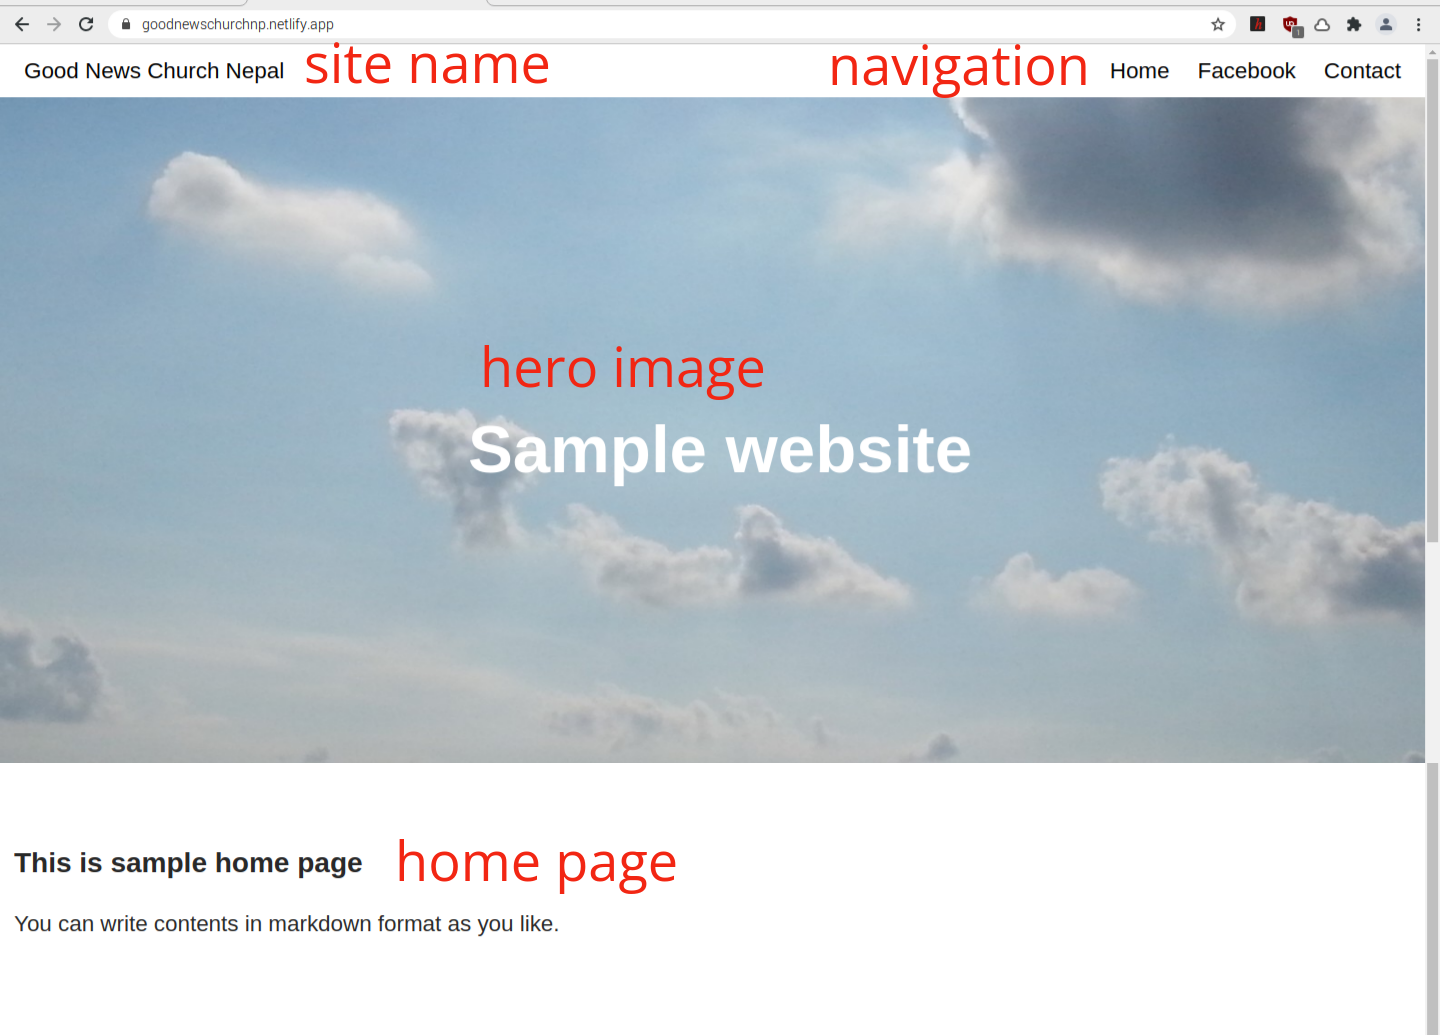 goodnewschurchnp.netlify.app
Good News Church Nepal site name navigation Home Facebook Contact
hero image
Sample website
This is sample home page home page
You can write contents in markdown format as you like.